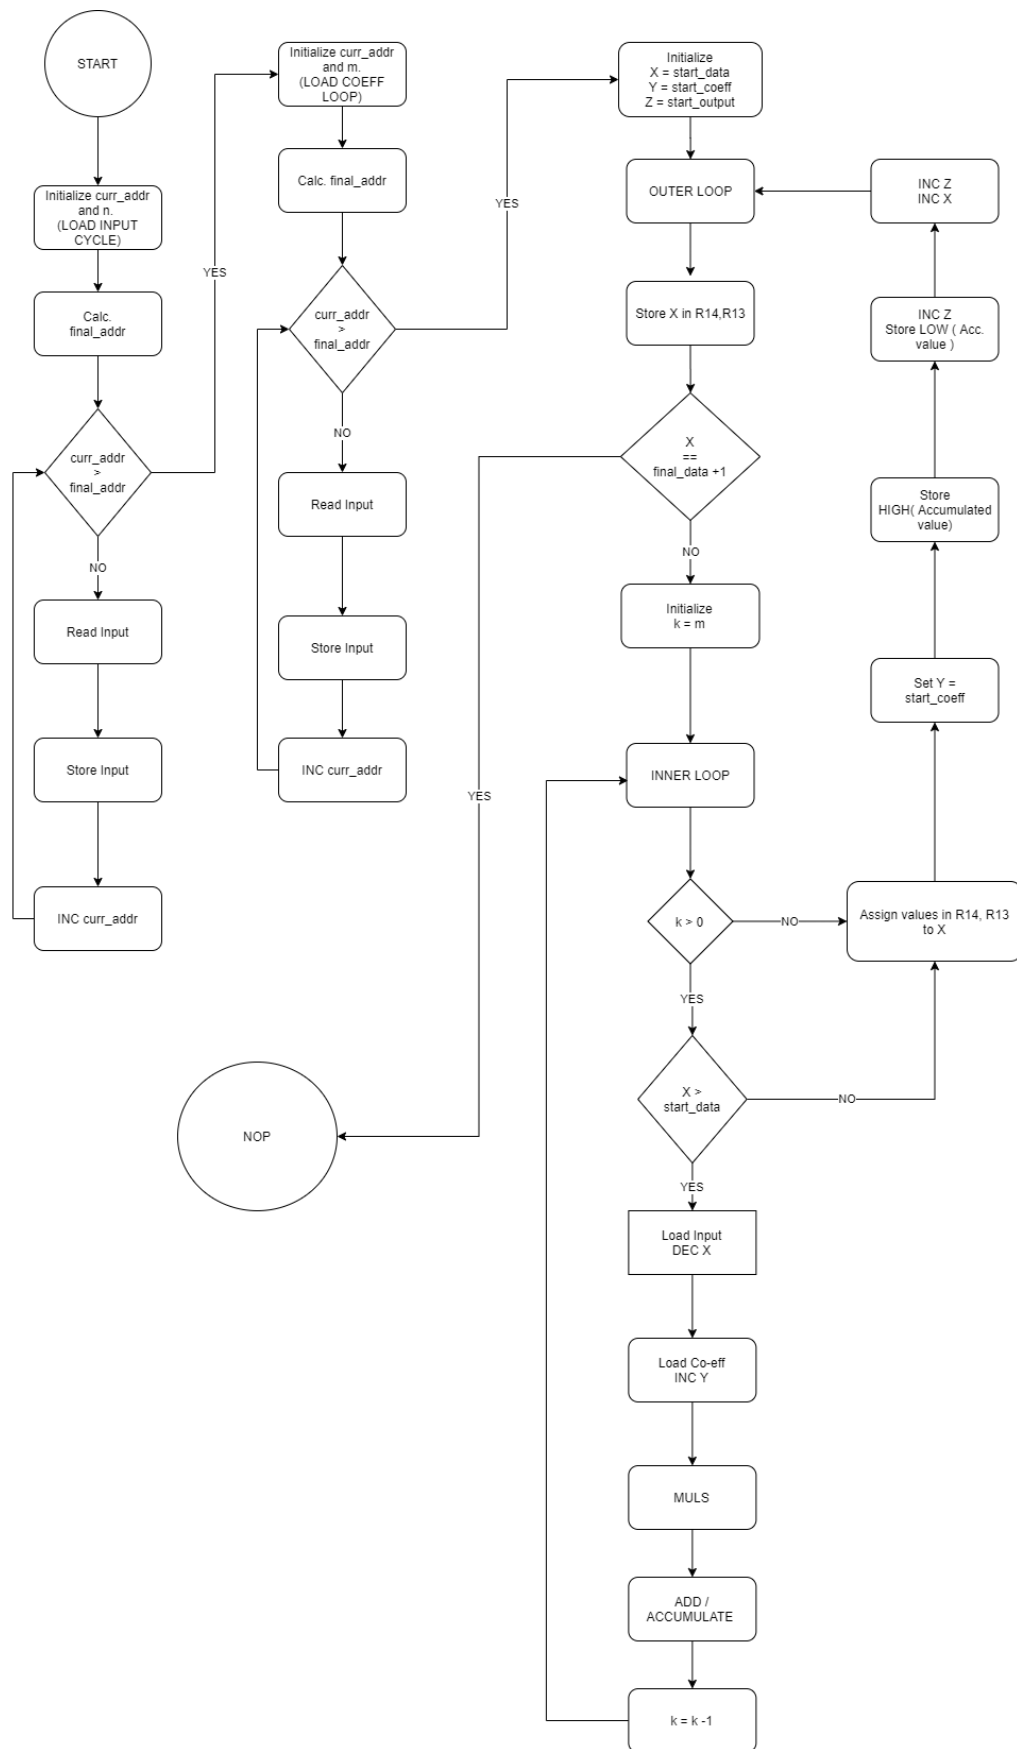 START
Initialize curr_addr
and n.
(LOAD INPUT
CYCLE)
Calc.
final_addr
curr_addr
>
final_addr
YES
NO
Read Input
Store Input
INC curr_addr
Initialize curr_addr
and m.
(LOAD COEFF
LOOP)
Calc. final_addr
curr_addr
>
final_addr
YES
NO
Read Input
Store Input
INC curr_addr
Initialize
X = start_data
Y = start_coeff
Z = start_output
OUTER LOOP
Store X in R14,R13
X
==
final_data +1
YES
NOP
NO
Initialize
k = m
INNER LOOP
k > 0
NO
YES
X >
start_data
NO
YES
Load Input
DEC X
Load Co-eff
INC Y
MULS
ADD /
ACCUMULATE
k = k -1
Assign values in R14, R13
to X
Set Y =
start_coeff
Store
HIGH( Accumulated
value)
INC Z
Store LOW ( Acc.
value )
INC Z
INC X